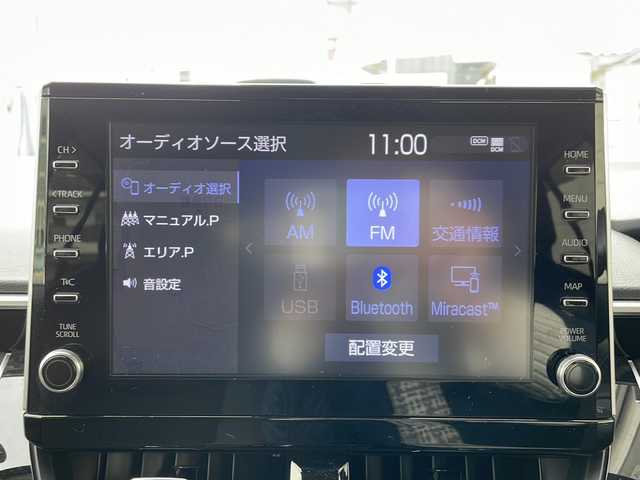 オーディオソース選択 11:00 DCM DCM
オーディオ選択
マニュアル.P
エリア.P
音設定
AM FM 交通情報
USB Bluetooth Miracast™
配置変更
CH >
< TRACK
PHONE
T×C
TUNE
SCROLL
HOME
MENU
AUDIO
MAP
POWER
VOLUME